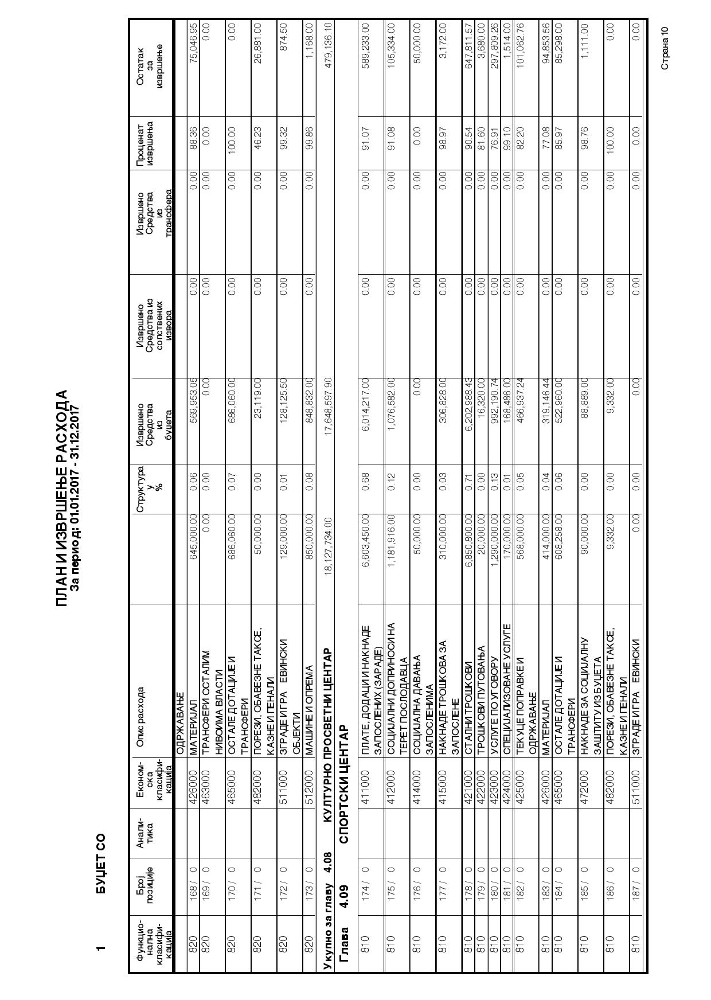 ПЛАН И ИЗВРШЕЊЕ РАСХОДА
За период: 01.01.2017 - 31.12.2017
1 БУЏЕТ СО
Функцио-
нална
класифи-
кација
Број
позиције
Анали-
тика
Економ-
ска
класифи-
кација
Опис расхода
Структура
у
%
Извршено
Средства
из
буџета
Извршено
Средства из
сопствених
извора
Извршено
Средства
из
трансфера
Проценат
извршења
Остатак
за
извршење
ОДРЖАВАЊЕ
820 168 / 0 426000 МАТЕРИЈАЛ 645,000.00 0.06 569,953.05 0.00 0.00 88.36 75,046.95
820 169 / 0 463000 ТРАНСФЕРИ ОСТАЛИМ 0.00 0.00 0.00 0.00 0.00 0.00 0.00
НИВОИМА ВЛАСТИ
820 170 / 0 465000 ОСТАЛЕ ДОТАЦИЈЕ И 686,060.00 0.07 686,060.00 0.00 0.00 100.00 0.00
ТРАНСФЕРИ
820 171 / 0 482000 ПОРЕЗИ, ОБАВЕЗНЕ ТАКСЕ, 50,000.00 0.00 23,119.00 0.00 0.00 46.23 26,881.00
КАЗНЕ И ПЕНАЛИ
820 172 / 0 511000 ЗГРАДЕ И ГРА ЕВИНСКИ 129,000.00 0.01 128,125.50 0.00 0.00 99.32 874.50
ОБЈЕКТИ
820 173 / 0 512000 МАШИНЕ И ОПРЕМА 850,000.00 0.08 848,832.00 0.00 0.00 99.86 1,168.00
Укупно за главу 4.08 КУЛТУРНО ПРОСВЕТНИ ЦЕНТАР 18,127,734.00 17,648,597.90 479,136.10
Глава 4.09 СПОРТСКИ ЦЕНТАР
810 174 / 0 411000 ПЛАТЕ, ДОДАЦИ И НАКНАДЕ 6,603,450.00 0.68 6,014,217.00 0.00 0.00 91.07 589,233.00
ЗАПОСЛЕНИХ (ЗАРАДЕ)
810 175 / 0 412000 СОЦИЈАЛНИ ДОПРИНОСИ НА 1,181,916.00 0.12 1,076,582.00 0.00 0.00 91.08 105,334.00
ТЕРЕТ ПОСЛОДАВЦА
810 176 / 0 414000 СОЦИЈАЛНА ДАВАЊА 50,000.00 0.00 0.00 0.00 0.00 0.00 50,000.00
ЗАПОСЛЕНИМА
810 177 / 0 415000 НАКНАДЕ ТРОШКОВА ЗА 310,000.00 0.03 306,828.00 0.00 0.00 98.97 3,172.00
ЗАПОСЛЕНЕ
810 178 / 0 421000 СТАЛНИ ТРОШКОВИ 6,850,800.00 0.71 6,202,988.43 0.00 0.00 90.54 647,811.57
810 179 / 0 422000 ТРОШКОВИ ПУТОВАЊА 20,000.00 0.00 16,320.00 0.00 0.00 81.60 3,680.00
810 180 / 0 423000 УСЛУГЕ ПО УГОВОРУ 1,290,000.00 0.13 992,190.74 0.00 0.00 76.91 297,809.26
810 181 / 0 424000 СПЕЦИЈАЛИЗОВАНЕ УСЛУГЕ 170,000.00 0.01 168,486.00 0.00 0.00 99.10 1,514.00
810 182 / 0 425000 ТЕКУЦЕ ПОПРАВКЕ И 568,000.00 0.05 466,937.24 0.00 0.00 82.20 101,062.76
ОДРЖАВАЊЕ
810 183 / 0 426000 МАТЕРИЈАЛ 414,000.00 0.04 319,146.44 0.00 0.00 77.08 94,853.56
810 184 / 0 465000 ОСТАЛЕ ДОТАЦИЈЕ И 608,258.00 0.06 522,960.00 0.00 0.00 85.97 85,298.00
ТРАНСФЕРИ
810 185 / 0 472000 НАКНАДЕ ЗА СОЦИЈАЛНУ 90,000.00 0.00 88,889.00 0.00 0.00 98.76 1,111.00
ЗАШТИТУ ИЗ БУЏЕТА
810 186 / 0 482000 ПОРЕЗИ, ОБАВЕЗНЕ ТАКСЕ, 9,332.00 0.00 9,332.00 0.00 0.00 100.00 0.00
КАЗНЕ И ПЕНАЛИ
810 187 / 0 511000 ЗГРАДЕ И ГРА ЕВИНСКИ 0.00 0.00 0.00 0.00 0.00 0.00 0.00
Страна 10